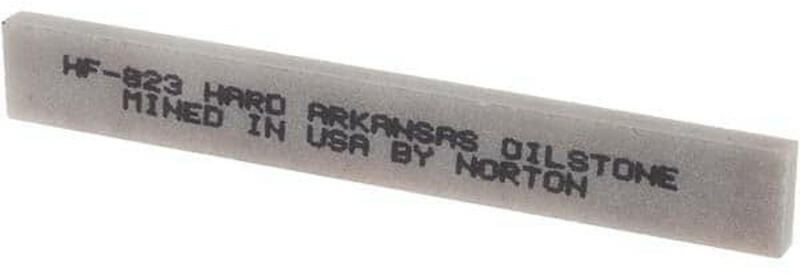 HF-823 HARD ARKANSAS OILSTONE
MINED IN USA BY NORTON